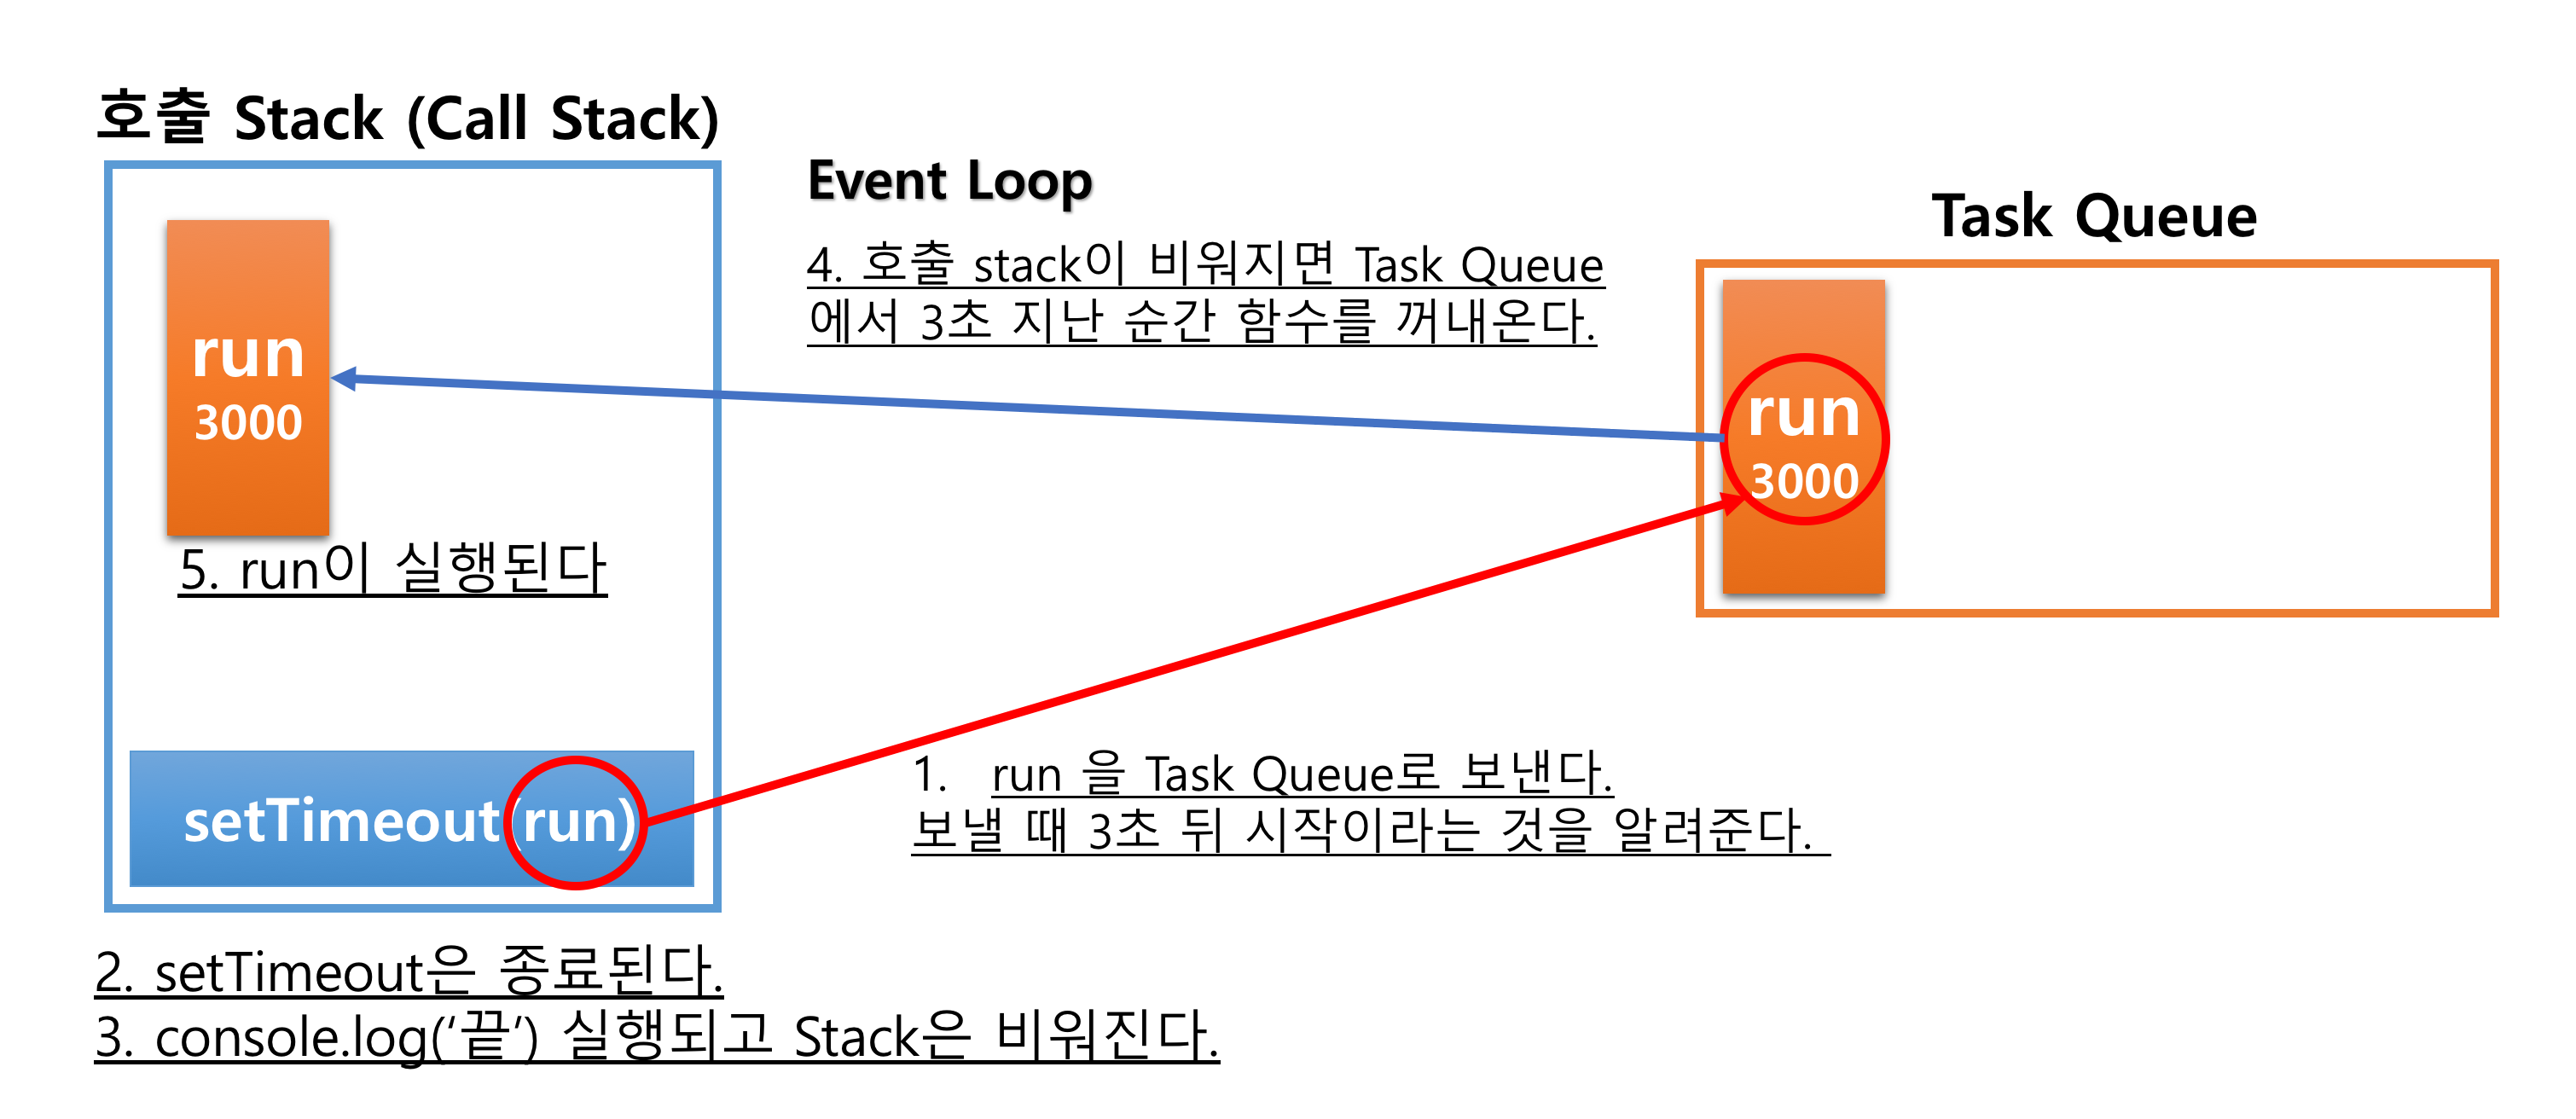 호출 Stack (Call Stack)
Event Loop
Task Queue
4. 호출 stack이 비워지면 Task Queue
에서 3초 지난 순간 함수를 꺼내온다.
run
3000
run
3000
5. run이 실행된다
1. run 을 Task Queue로 보낸다.
보낼 때 3초 뒤 시작이라는 것을 알려준다.
setTimeout(run)
2. setTimeout은 종료된다.
3. console.log(‘끝‘) 실행되고 Stack은 비워진다.